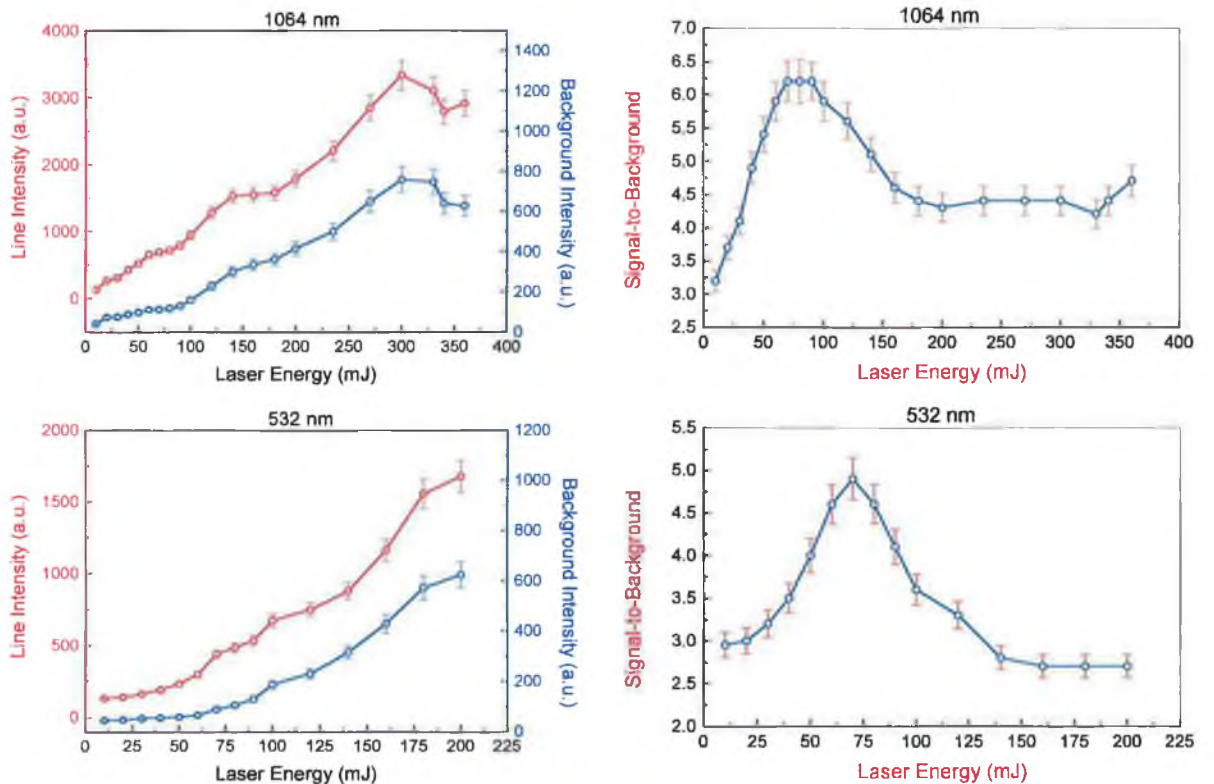 1064 nm
4000
3000
2000
1000
0
Line Intensity (a.u.)
1400
1200
1000
800
600
400
200
0
Background Intensity (a.u.)
0 50 100 150 200 250 300 350 400
Laser Energy (mJ)
1064 nm
7.0
6.5
6.0
5.5
5.0
4.5
4.0
3.5
3.0
2.5
Signal-to-Background
0 50 100 150 200 250 300 350 400
Laser Energy (mJ)
532 nm
2000
1500
1000
500
0
Line Intensity (a.u.)
1200
1000
800
600
400
200
0
Background Intensity (a.u.)
0 25 50 75 100 125 150 175 200 225
Laser Energy (mJ)
532 nm
5.5
5.0
4.5
4.0
3.5
3.0
2.5
2.0
Signal-to-Background
0 25 50 75 100 125 150 175 200 225
Laser Energy (mJ)